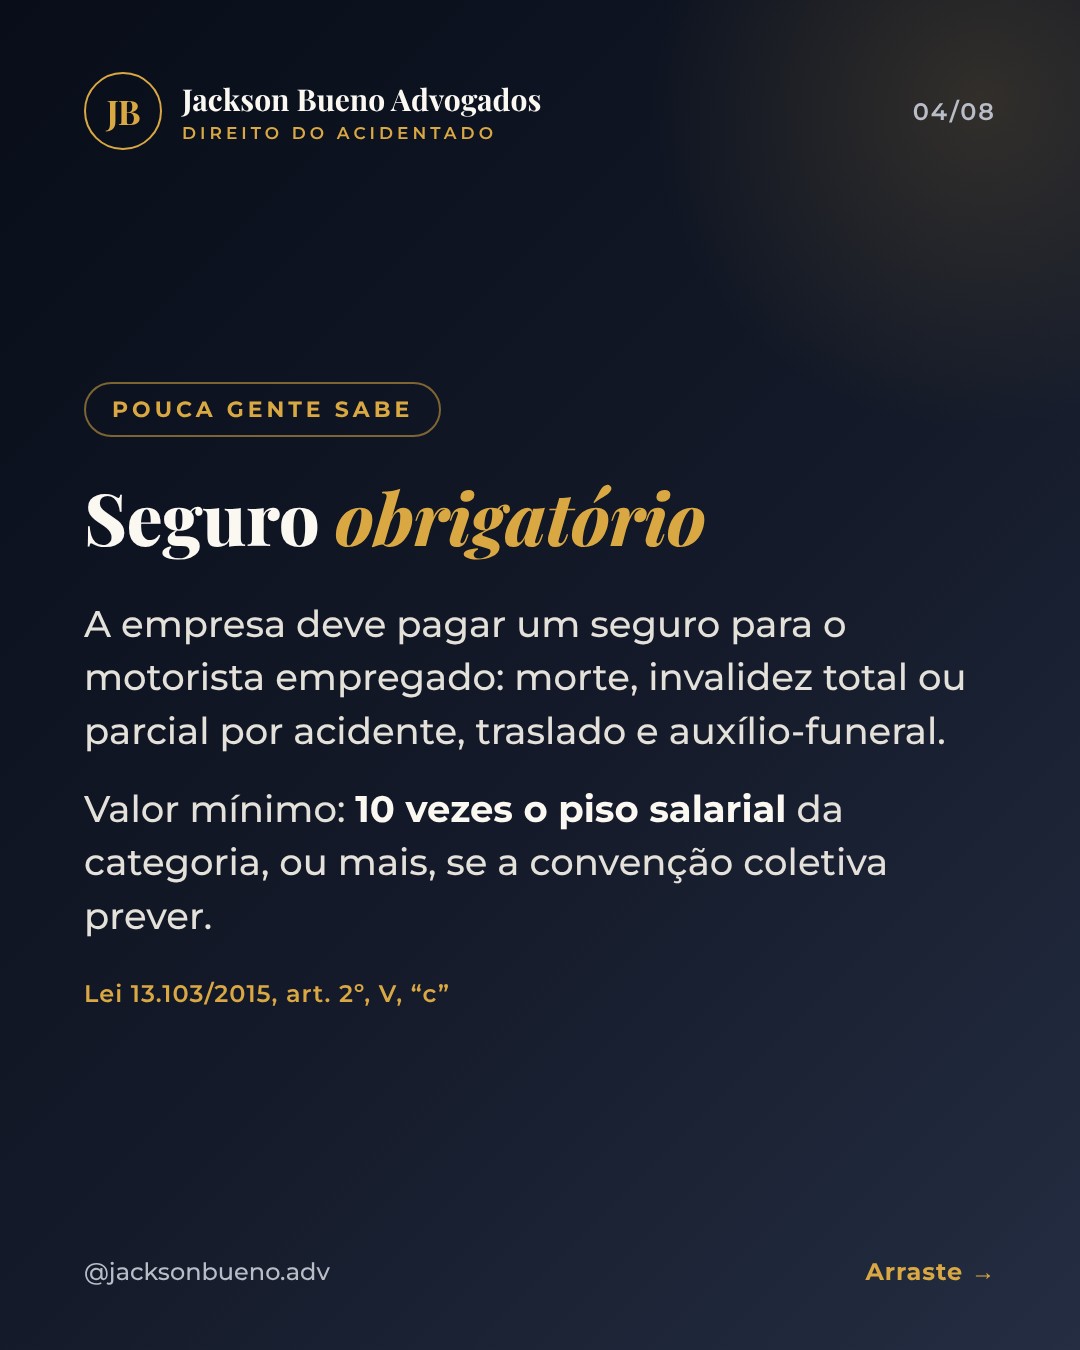 JB
Jackson Bueno Advogados
DIREITO DO ACIDENTADO
04/08
POUCA GENTE SABE
Seguro obrigatório
A empresa deve pagar um seguro para o
motorista empregado: morte, invalidez total ou
parcial por acidente, traslado e auxílio-funeral.
Valor mínimo: 10 vezes o piso salarial da
categoria, ou mais, se a convenção coletiva
prever.
Lei 13.103/2015, art. 2º, V, “c”
@jacksonbueno.adv
Arraste →